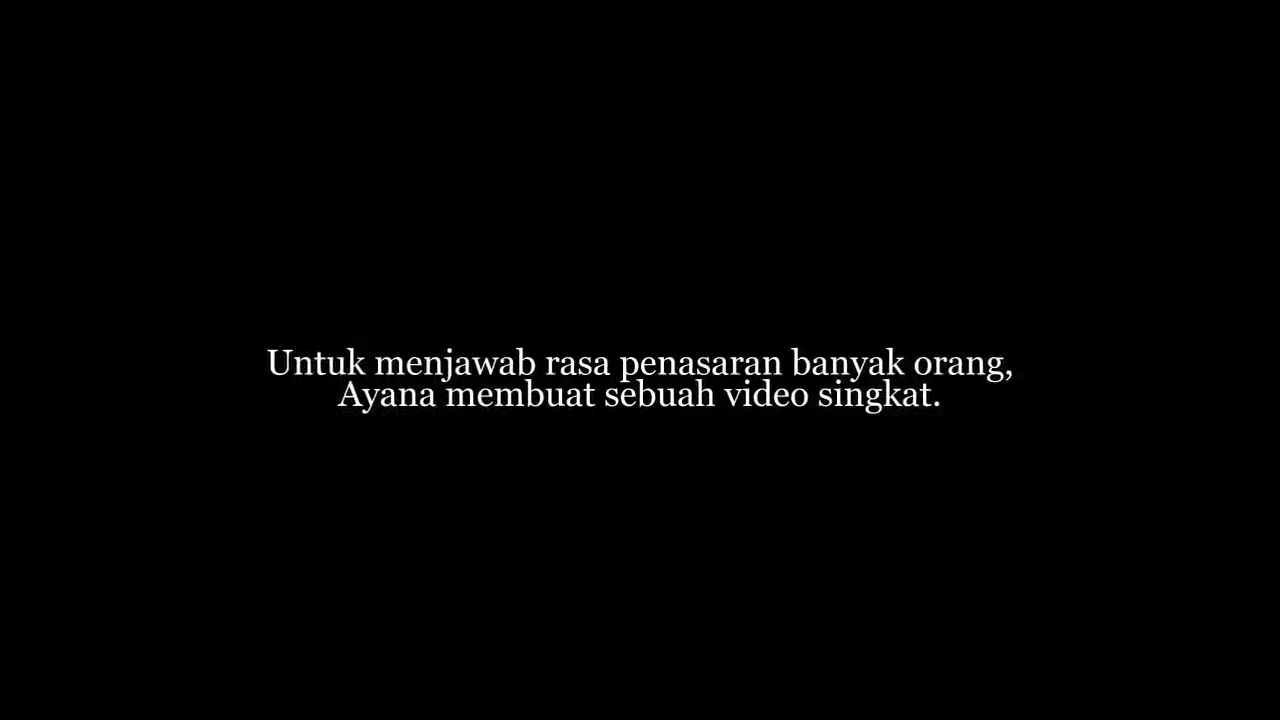 Untuk menjawab rasa penasaran banyak orang,
Ayana membuat sebuah video singkat.